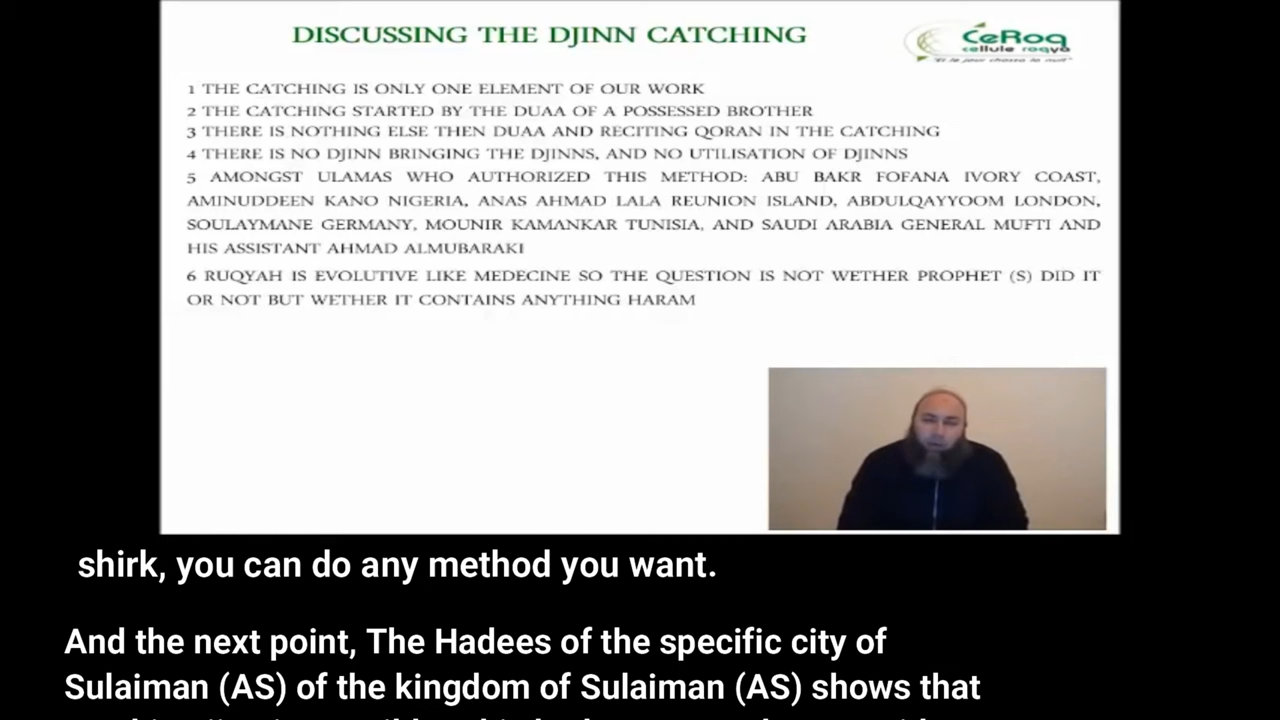 DISCUSSING THE DJINN CATCHING
CeRoq
cellule roqya
1 THE CATCHING IS ONLY ONE ELEMENT OF OUR WORK
2 THE CATCHING STARTED BY THE DUAA OF A POSSESSED BROTHER
3 THERE IS NOTHING ELSE THEN DUAA AND RECITING QORAN IN THE CATCHING
4 THERE IS NO DJINN BRINGING THE DJINNS, AND NO UTILISATION OF DJINNS
5 AMONGST ULAMAS WHO AUTHORIZED THIS METHOD: ABU BAKR FOFANA IVORY COAST,
AMINUDDEEN KANO NIGERIA, ANAS AHMAD LALA REUNION ISLAND, ABDULQAYYOOM LONDON,
SOULAYMANE GERMANY, MOUNIR KAMANKAR TUNISIA, AND SAUDI ARABIA GENERAL MUFTI AND
HIS ASSISTANT AHMAD ALMUBARAKI
6 RUQYAH IS EVOLUTIVE LIKE MEDECINE SO THE QUESTION IS NOT WETHER PROPHET (S) DID IT
OR NOT BUT WETHER IT CONTAINS ANYTHING HARAM
shirk, you can do any method you want.
And the next point, The Hadees of the specific city of
Sulaiman (AS) of the kingdom of Sulaiman (AS) shows that